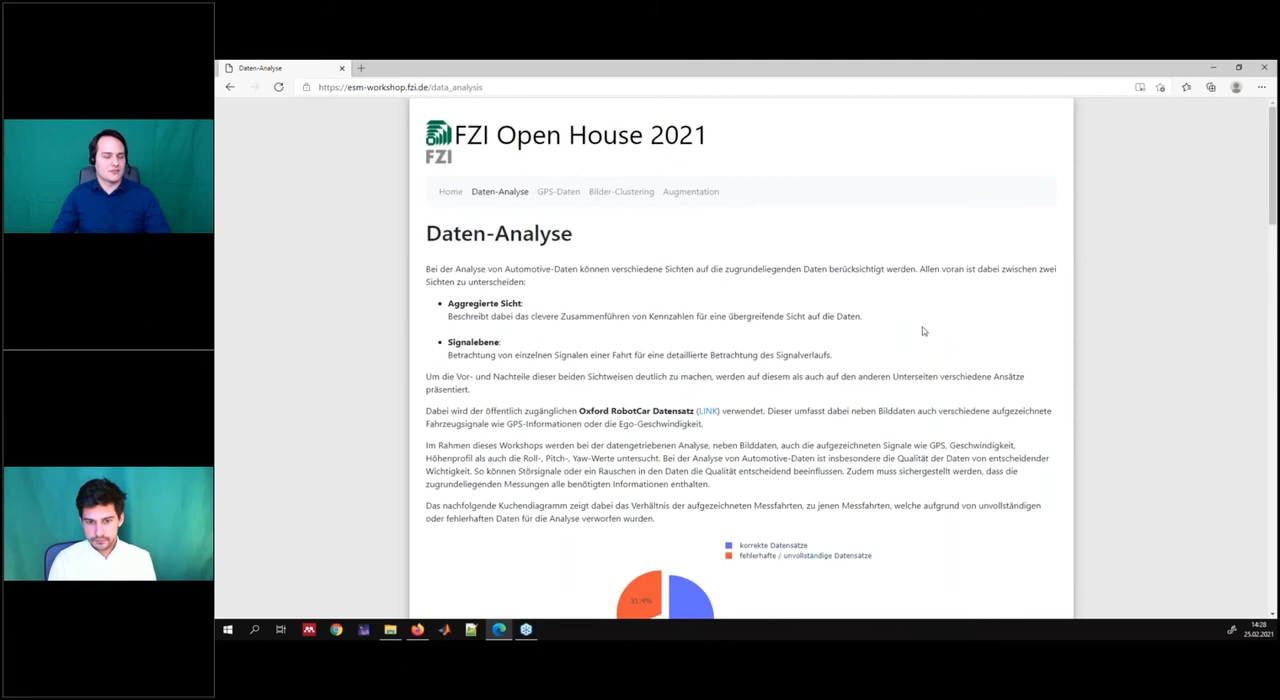 Daten-Analyse
https://esm-workshop.fzi.de/data_analysis
FZI
FZI Open House 2021
Home Daten-Analyse GPS-Daten Bilder-Clustering Augmentation
Daten-Analyse
Bei der Analyse von Automotive-Daten können verschiedene Sichten auf die zugrundeliegenden Daten berücksichtigt werden. Allen voran ist dabei zwischen zwei
Sichten zu unterscheiden:
• Aggregierte Sicht:
Beschreibt dabei das clevere Zusammenführen von Kennzahlen für eine übergreifende Sicht auf die Daten.
• Signalebene:
Betrachtung von einzelnen Signalen einer Fahrt für eine detaillierte Betrachtung des Signalverlaufs.
Um die Vor- und Nachteile dieser beiden Sichtweisen deutlich zu machen, werden auf diesem als auch auf den anderen Unterseiten verschiedene Ansätze
präsentiert.
Dabei wird der öffentlich zugänglichen Oxford RobotCar Datensatz (LINK) verwendet. Dieser umfasst dabei neben Bilddaten auch verschiedene aufgezeichnete
Fahrzeugsignale wie GPS-Informationen oder die Ego-Geschwindigkeit.
Im Rahmen dieses Workshops werden bei der datengetriebenen Analyse, neben Bilddaten, auch die aufgezeichneten Signale wie GPS, Geschwindigkeit,
Höhenprofil als auch die Roll-, Pitch-, Yaw-Werte untersucht. Bei der Analyse von Automotive-Daten ist insbesondere die Qualität der Daten von entscheidender
Wichtigkeit. So können Störsignale oder ein Rauschen in den Daten die Qualität entscheidend beeinflussen. Zudem muss sichergestellt werden, dass die
zugrundeliegenden Messungen alle benötigten Informationen enthalten.
Das nachfolgende Kuchendiagramm zeigt dabei das Verhältnis der aufgezeichneten Messfahrten, zu jenen Messfahrten, welche aufgrund von unvollständigen
oder fehlerhaften Daten für die Analyse verworfen wurden.
korrekte Datensätze
fehlerhafte / unvollständige Datensätze
31.9%
14:28
25.02.2021